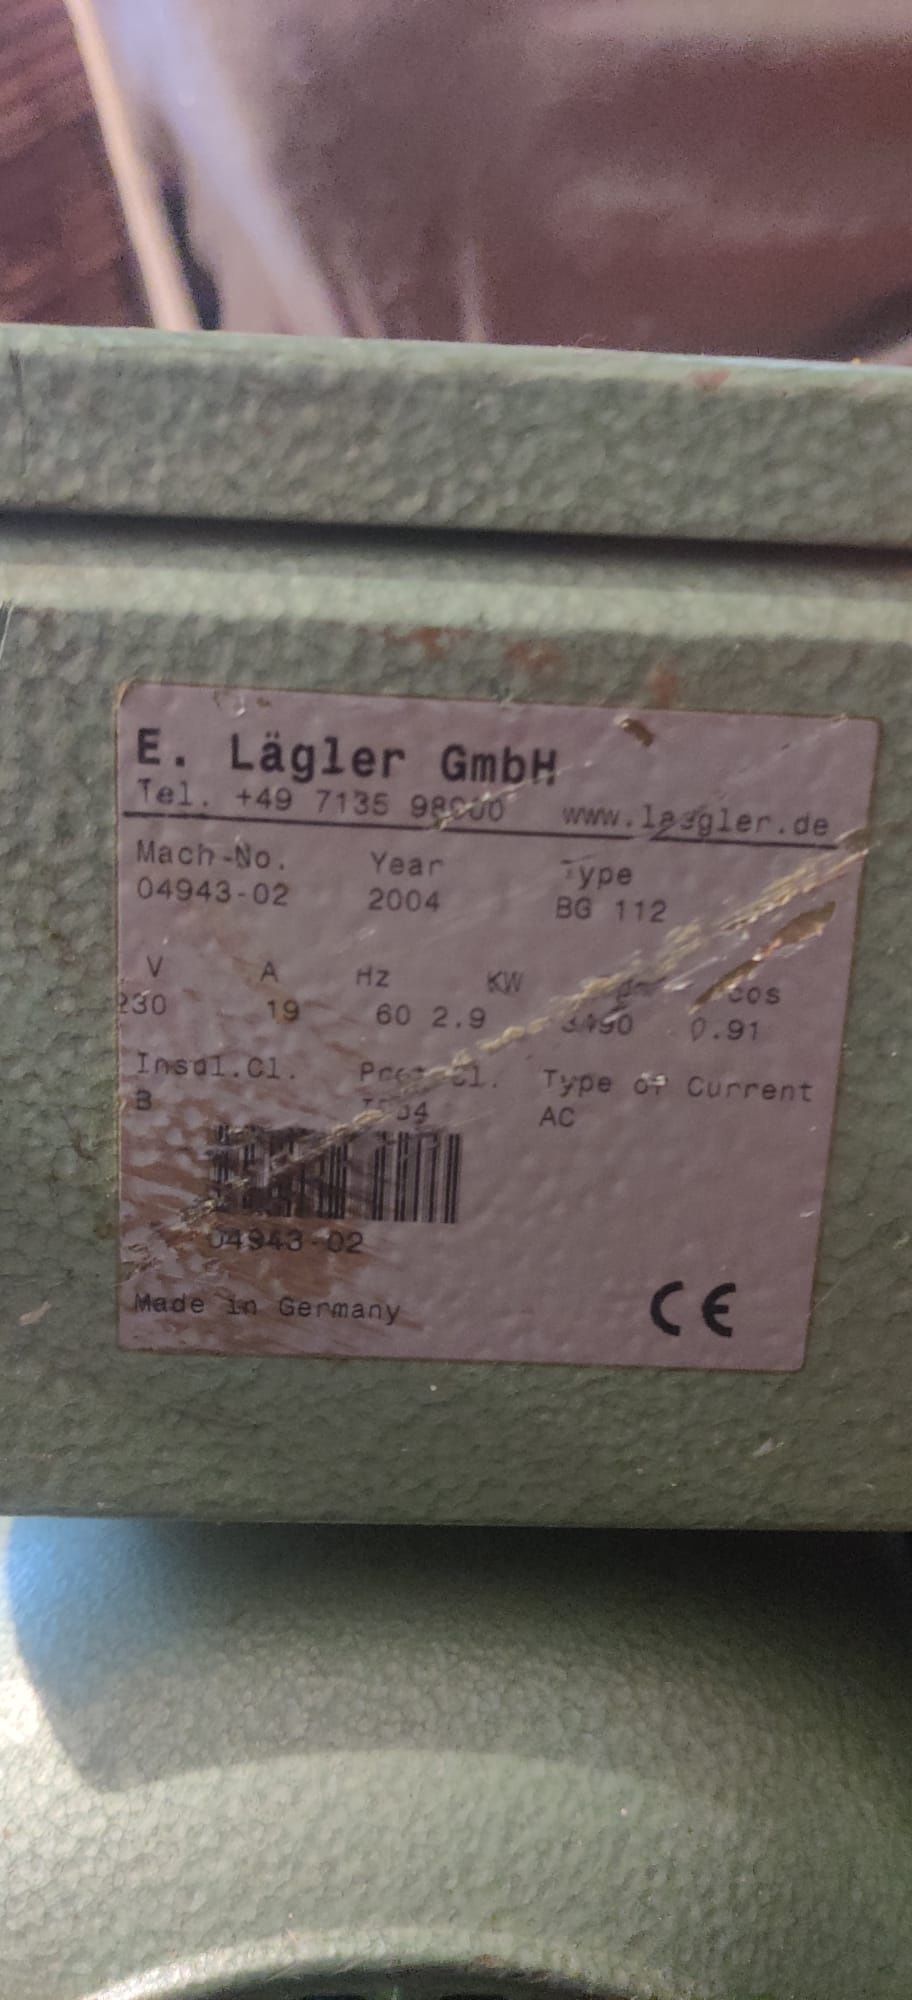 E. Lägler GmbH
Tel. +49 7135 98900 www.laegler.de
Mach-No. Year Type
04943-02 2004 BG 112
V A Hz KW cos
230 19 60 2.9 3490 0.91
Insul.Cl. Cl. Type of Current
B AC
04943-02
Made in Germany
CE